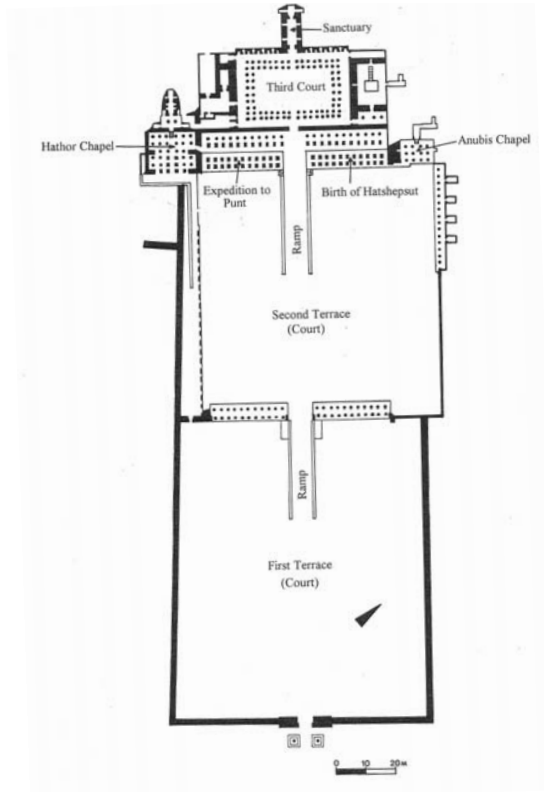 Sanctuary
Third Court
Hathor Chapel
Anubis Chapel
Expedition to
Punt
Birth of Hatshepsut
Ramp
Second Terrace
(Court)
Ramp
First Terrace
(Court)
0 10 20M